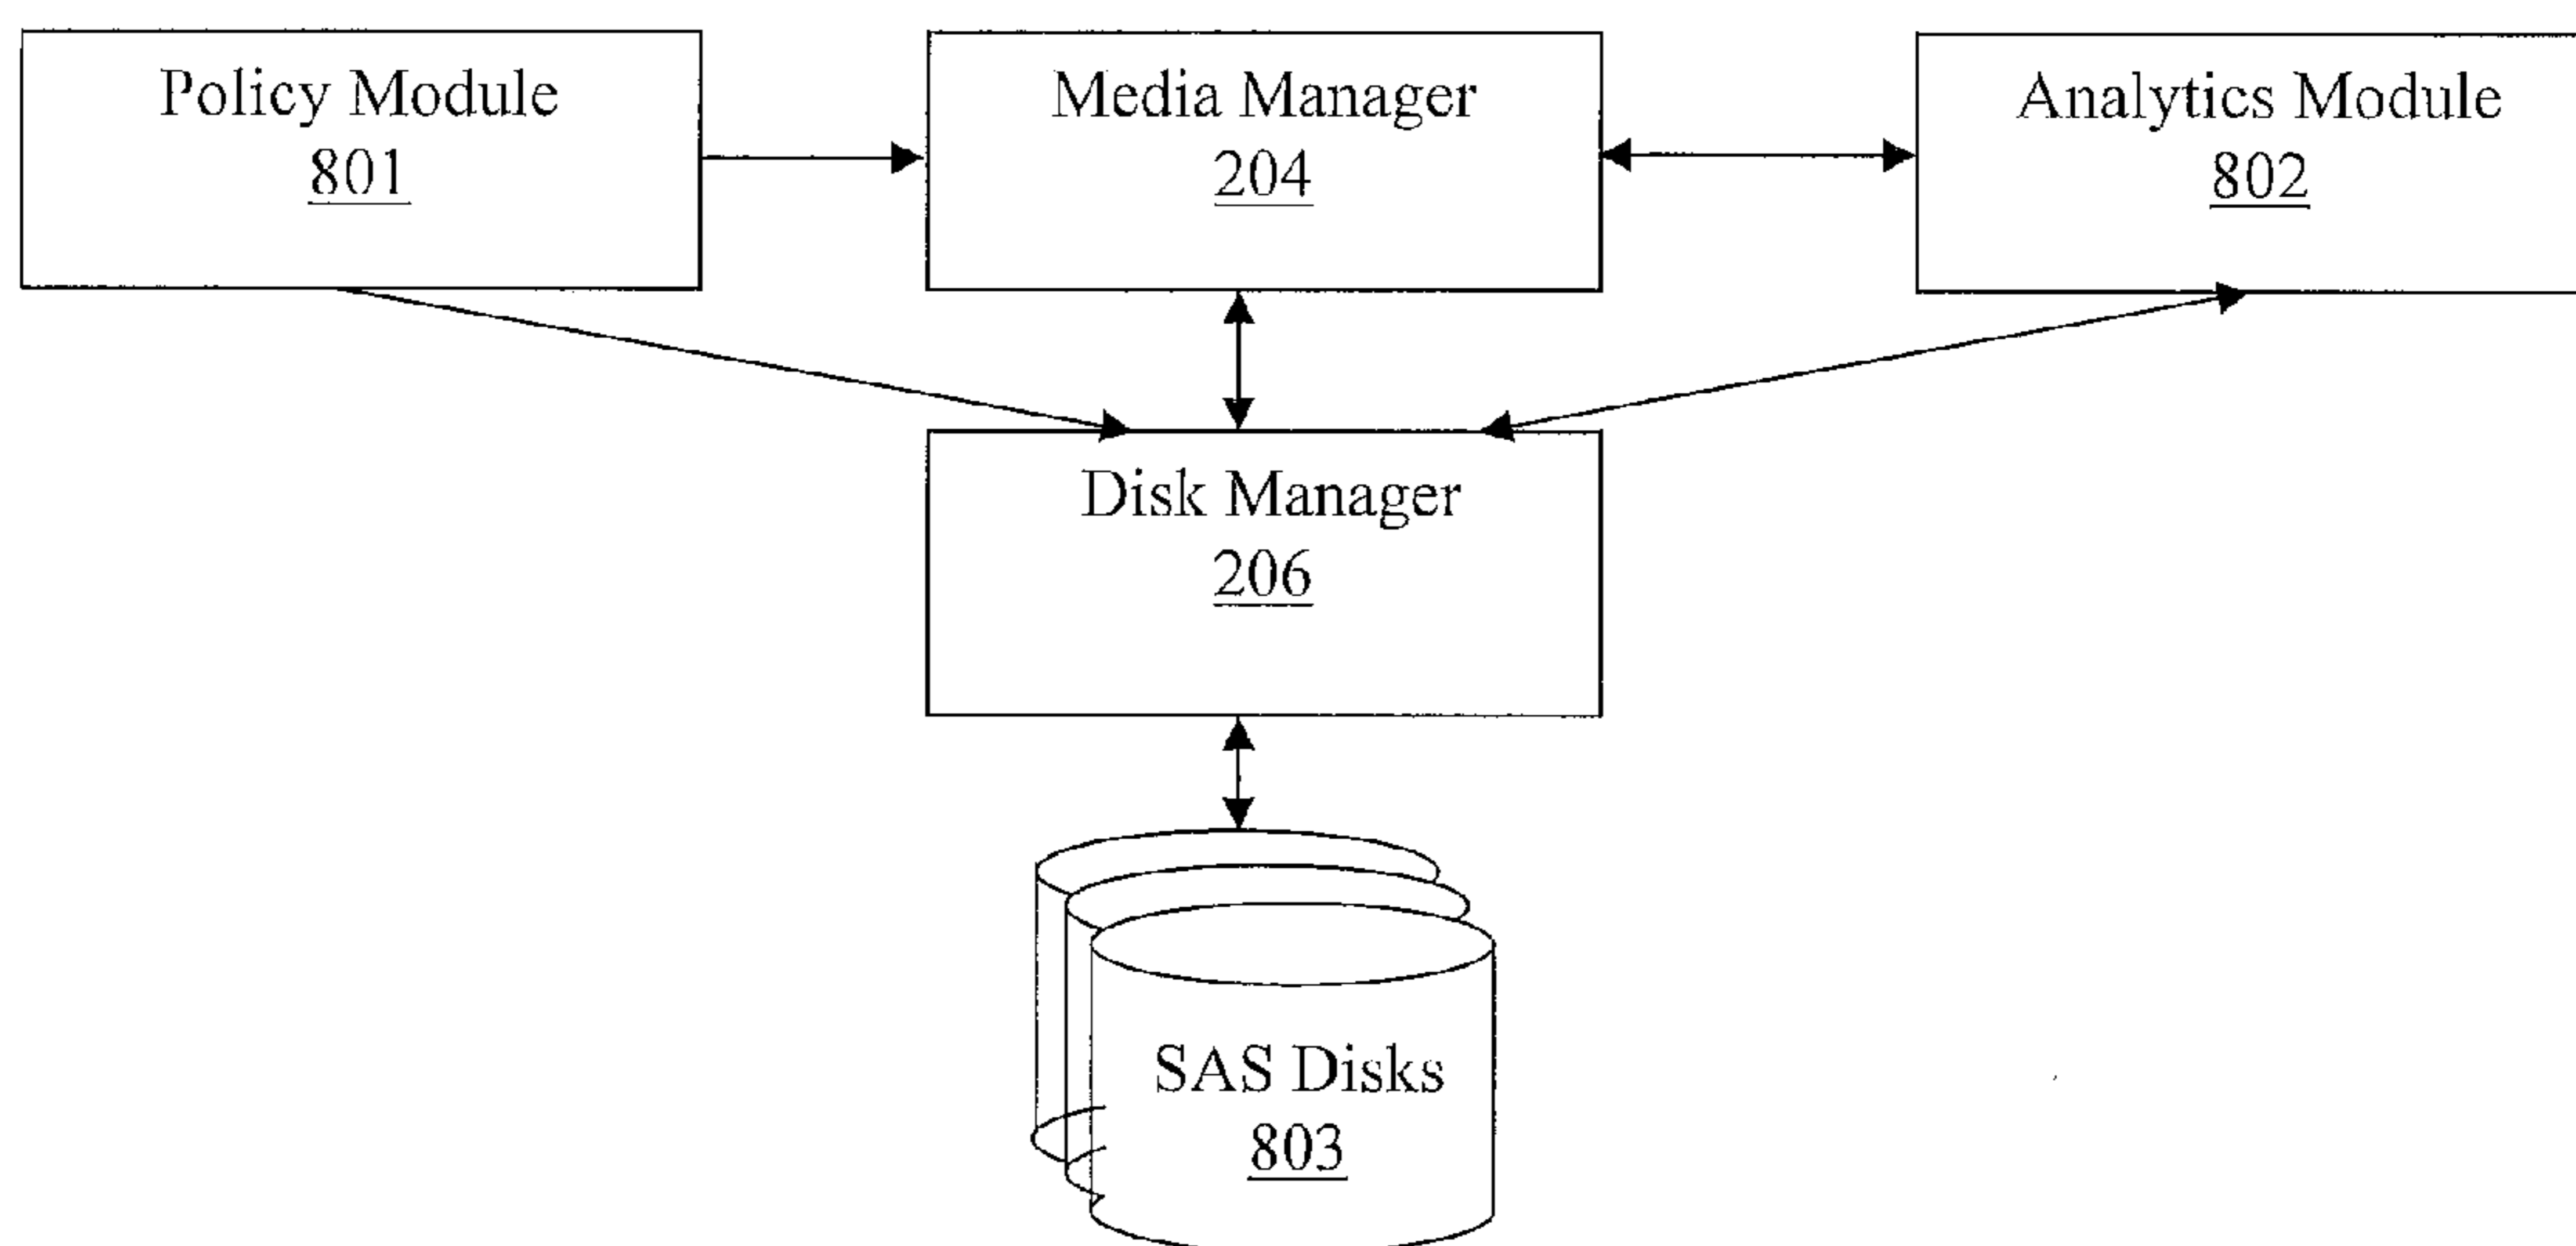 Policy Module
801
Media Manager
204
Analytics Module
802
Disk Manager
206
SAS Disks
803